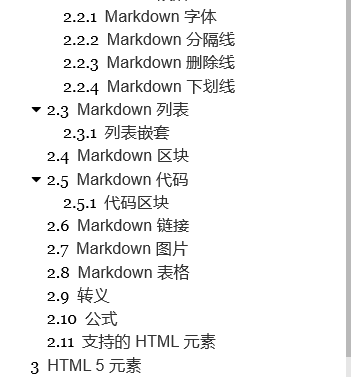 2.2.1 Markdown 字体
2.2.2 Markdown 分隔线
2.2.3 Markdown 删除线
2.2.4 Markdown 下划线
2.3 Markdown 列表
2.3.1 列表嵌套
2.4 Markdown 区块
2.5 Markdown 代码
2.5.1 代码区块
2.6 Markdown 链接
2.7 Markdown 图片
2.8 Markdown 表格
2.9 转义
2.10 公式
2.11 支持的 HTML 元素
3 HTML 5 元素